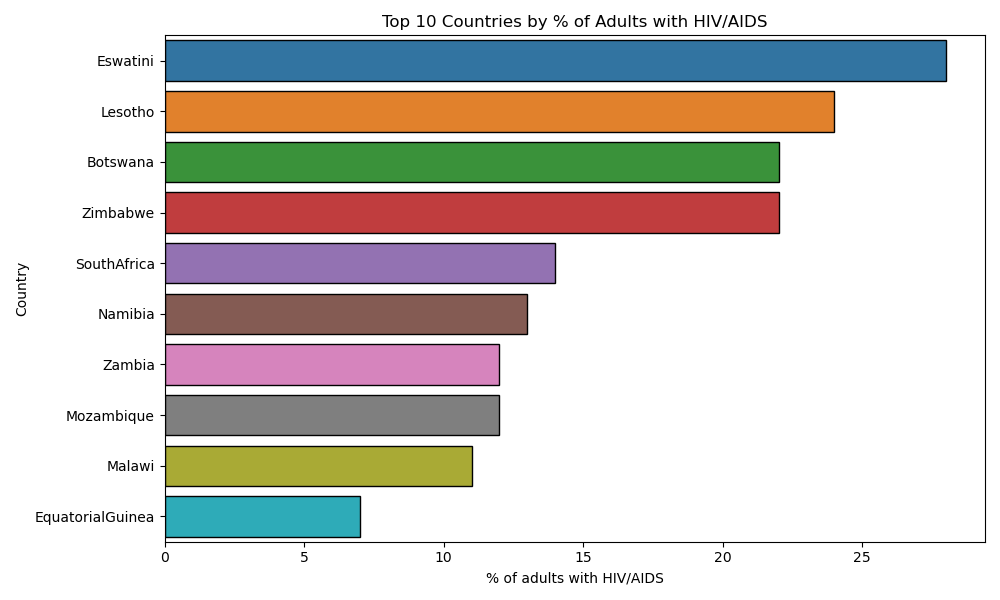 Top 10 Countries by % of Adults with HIV/AIDS
Country
Eswatini
Lesotho
Botswana
Zimbabwe
SouthAfrica
Namibia
Zambia
Mozambique
Malawi
EquatorialGuinea
0 5 10 15 20 25
% of adults with HIV/AIDS